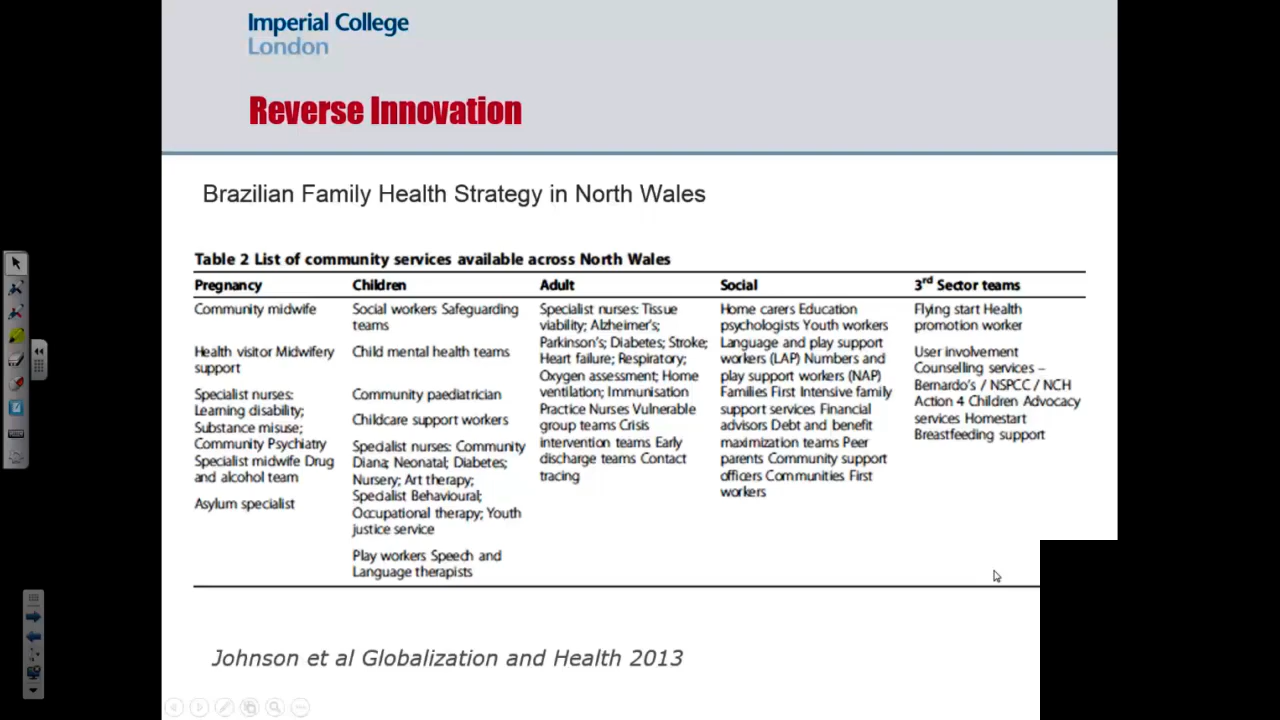 Imperial College
London
Reverse Innovation
Brazilian Family Health Strategy in North Wales
Table 2 List of community services available across North Wales
Pregnancy Children Adult Social 3rd Sector teams
Community midwife
Health visitor Midwifery
support
Specialist nurses:
Learning disability;
Substance misuse;
Community Psychiatry
Specialist midwife Drug
and alcohol team
Asylum specialist
Social workers Safeguarding
teams
Child mental health teams
Community paediatrician
Childcare support workers
Specialist nurses: Community
Diana; Neonatal; Diabetes;
Nursery; Art therapy;
Specialist Behavioural;
Occupational therapy; Youth
justice service
Play workers Speech and
Language therapists
Specialist nurses: Tissue
viability; Alzheimer's;
Parkinson's; Diabetes; Stroke;
Heart failure; Respiratory;
Oxygen assessment; Home
ventilation; Immunisation
Practice Nurses Vulnerable
group teams Crisis
intervention teams Early
discharge teams Contact
tracing
Home carers Education
psychologists Youth workers
Language and play support
workers (LAP) Numbers and
play support workers (NAP)
Families First Intensive family
support services Financial
advisors Debt and benefit
maximization teams Peer
parents Community support
officers Communities First
workers
Flying start Health
promotion worker
User involvement
Counselling services –
Bernardo's / NSPCC / NCH
Action 4 Children Advocacy
services Homestart
Breastfeeding support
Johnson et al Globalization and Health 2013